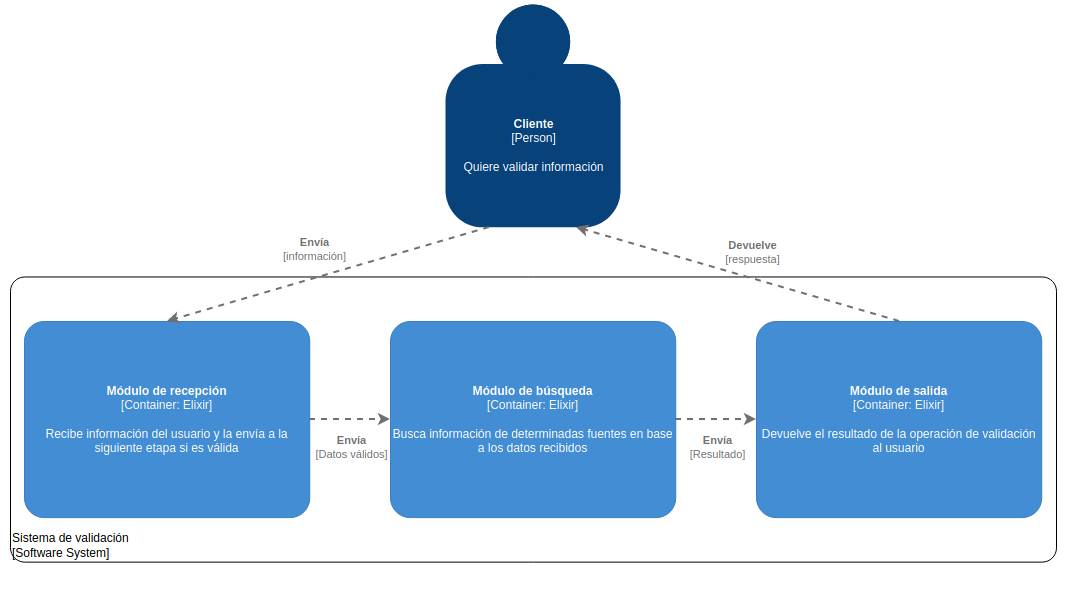 Cliente
[Person]
Quiere validar información
Envía
[información]
Devuelve
[respuesta]
Módulo de recepción
[Container: Elixir]
Recibe información del usuario y la envía a la
siguiente etapa si es válida
Envía
[Datos válidos]
Módulo de búsqueda
[Container: Elixir]
Busca información de determinadas fuentes en base
a los datos recibidos
Envía
[Resultado]
Módulo de salida
[Container: Elixir]
Devuelve el resultado de la operación de validación
al usuario
Sistema de validación
[Software System]